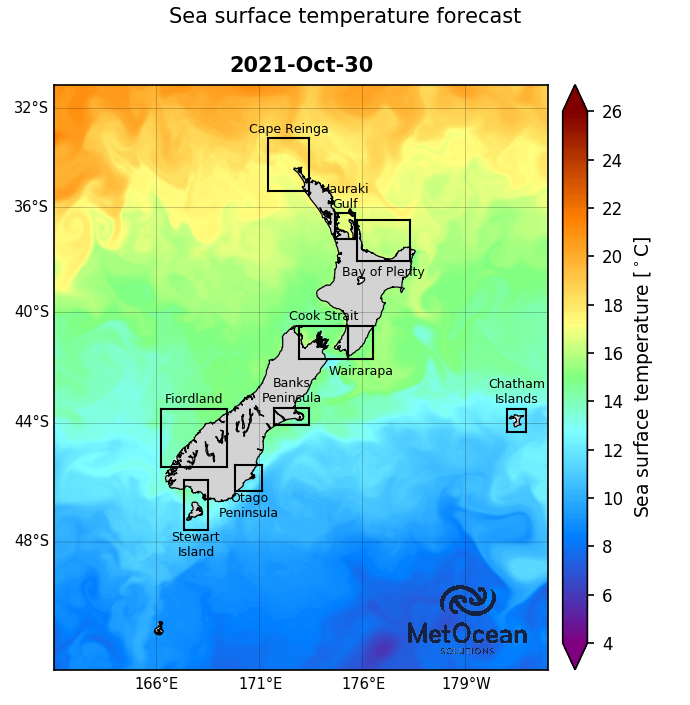 Sea surface temperature forecast
2021-Oct-30
32°S
36°S
40°S
44°S
48°S
166°E
171°E
176°E
179°W
Cape Reinga
Hauraki
Gulf
Bay of Plenty
Cook Strait
Wairarapa
Banks
Peninsula
Fiordland
Chatham
Islands
Otago
Peninsula
Stewart
Island
MetOcean
SOLUTIONS
26
24
22
20
18
16
14
12
10
8
6
4
Sea surface temperature [°C]